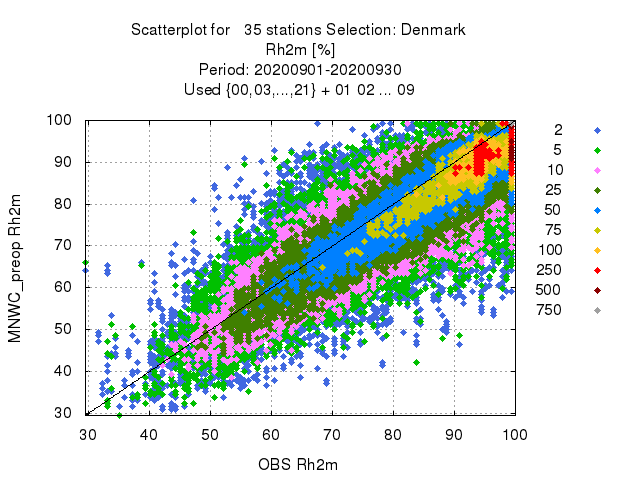 Scatterplot for   35 stations Selection: Denmark
Rh2m [%]
Period: 20200901-20200930
Used {00,03,...,21} + 01 02 ... 09
100
90
80
70
60
50
40
30
MNWC_preop Rh2m
30 40 50 60 70 80 90 100
OBS Rh2m
2
5
10
25
50
75
100
250
500
750